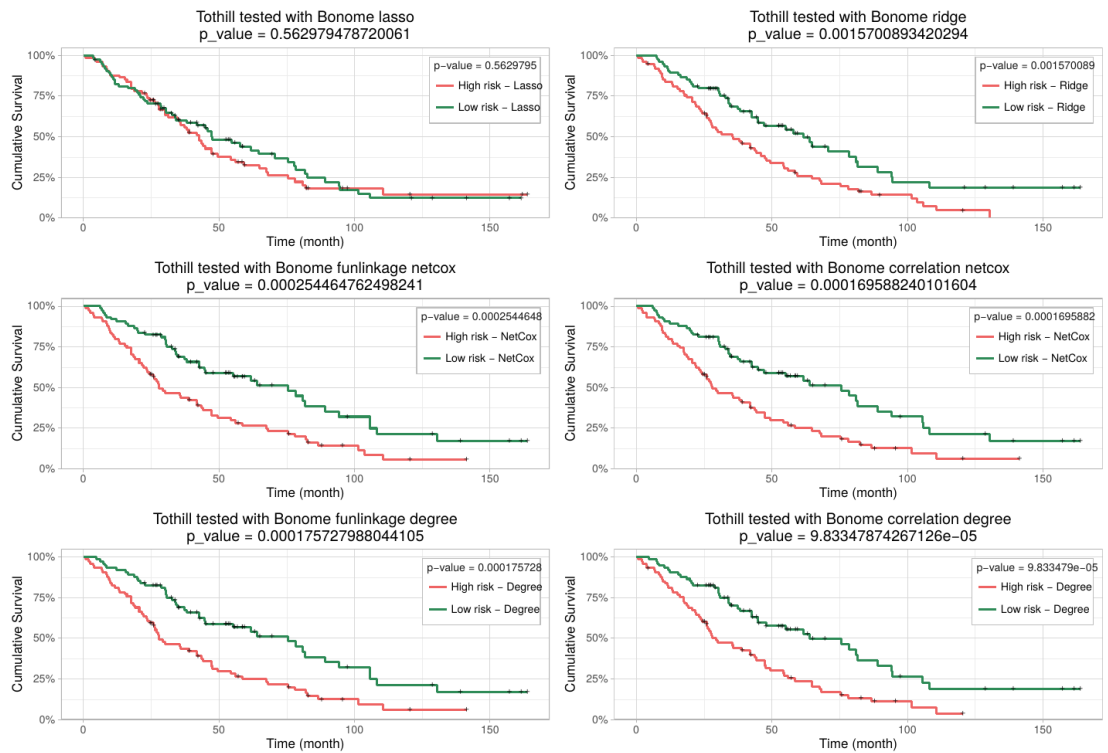 Tothill tested with Bonome lasso
p_value = 0.562979478720061
100%
75%
50%
25%
0%
Cumulative Survival
p−value = 0.5629795
High risk − Lasso
Low risk − Lasso
0
50
100
150
Time (month)
Tothill tested with Bonome ridge
p_value = 0.0015700893420294
100%
75%
50%
25%
0%
Cumulative Survival
p−value = 0.001570089
High risk − Ridge
Low risk − Ridge
0
50
100
150
Time (month)
Tothill tested with Bonome funlinkage netcox
p_value = 0.000254464762498241
100%
75%
50%
25%
0%
Cumulative Survival
p−value = 0.0002544648
High risk − NetCox
Low risk − NetCox
0
50
100
150
Time (month)
Tothill tested with Bonome correlation netcox
p_value = 0.000169588240101604
100%
75%
50%
25%
0%
Cumulative Survival
p−value = 0.0001695882
High risk − NetCox
Low risk − NetCox
0
50
100
150
Time (month)
Tothill tested with Bonome funlinkage degree
p_value = 0.000175727988044105
100%
75%
50%
25%
0%
Cumulative Survival
p−value = 0.000175728
High risk − Degree
Low risk − Degree
0
50
100
150
Time (month)
Tothill tested with Bonome correlation degree
p_value = 9.83347874267126e−05
100%
75%
50%
25%
0%
Cumulative Survival
p−value = 9.833479e−05
High risk − Degree
Low risk − Degree
0
50
100
150
Time (month)